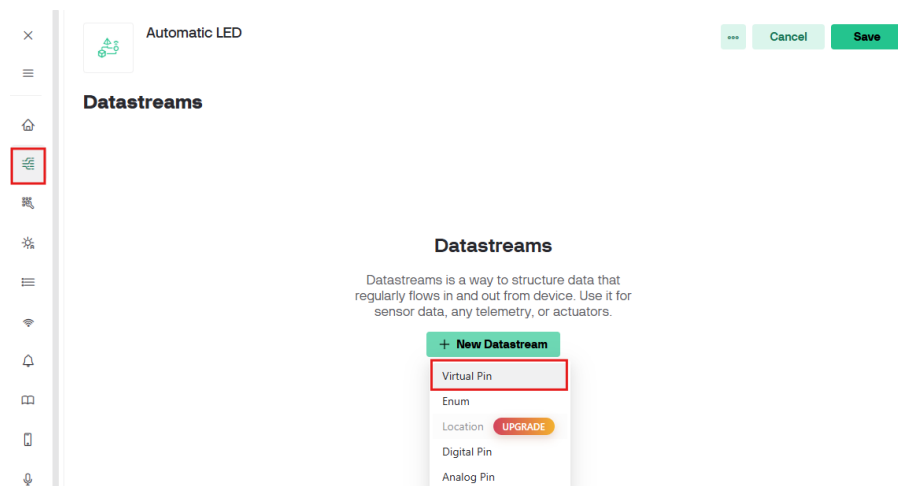 Automatic LED
Cancel
Save
Datastreams
Datastreams
Datastreams is a way to structure data that
regularly flows in and out from device. Use it for
sensor data, any telemetry, or actuators.
+ New Datastream
Virtual Pin
Enum
Location UPGRADE
Digital Pin
Analog Pin